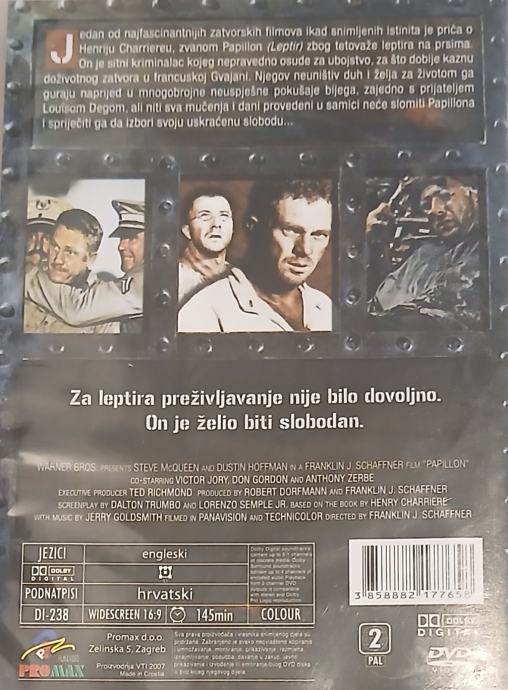 Jedan od najfascinantnijih zatvorskih filmova ikad snimljenih istinita je priča o
Henriju Charriereu, zvanom Papillon (Leptir) zbog tetovaže leptira na prsima.
On je sitni kriminalac kojeg nepravedno osude za ubojstvo, za što dobije kaznu
doživotnog zatvora u francuskoj Gvajani. Njegov neuništiv duh i želja za životom ga
guraju naprijed u mnogobrojne neuspješne pokušaje bijega, zajedno s prijateljem
Louisom Degom, ali niti sva mučenja i dani provedeni u samici neće slomiti Papillona
i spriječiti ga da izbori svoju uskraćenu slobodu...
Za leptira preživljavanje nije bilo dovoljno.
On je želio biti slobodan.
WARNER BROS. PRESENTS STEVE McQUEEN AND DUSTIN HOFFMAN IN A FRANKLIN J. SCHAFFNER FILM "PAPILLON"
CO-STARRING VICTOR JORY, DON GORDON AND ANTHONY ZERBE
EXECUTIVE PRODUCER TED RICHMOND PRODUCED BY ROBERT DORFMANN AND FRANKLIN J. SCHAFFNER
SCREENPLAY BY DALTON TRUMBO AND LORENZO SEMPLE JR. BASED ON THE BOOK BY HENRY CHARRIERE
WITH MUSIC BY JERRY GOLDSMITH FILMED IN PANAVISION AND TECHNICOLOR DIRECTED BY FRANKLIN J. SCHAFFNER
JEZICI engleski
DOLBY DIGITAL
PODNATPISI hrvatski
DI-238 WIDESCREEN 16:9 145min COLOUR
3 858882 17765
Promax d.o.o.
Zelinska 5, Zagreb
Proizvodnja VTI 2007
Made in Croatia
PROMAX
2
PAL
DOLBY
DIGITAL
DVD
VIDEO